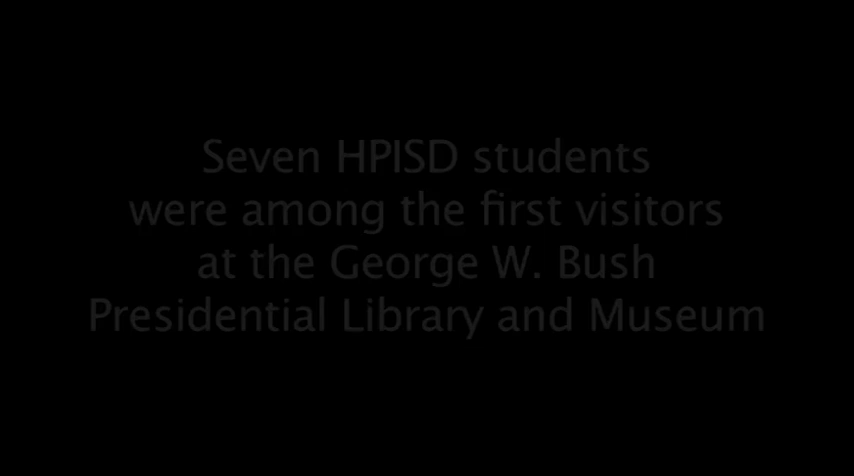 Seven HPISD students
were among the first visitors
at the George W. Bush
Presidential Library and Museum